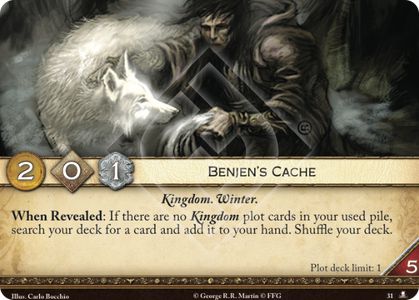 2 0 1 Benjen's Cache
Kingdom. Winter.
When Revealed: If there are no Kingdom plot cards in your used pile,
search your deck for a card and add it to your hand. Shuffle your deck.
Plot deck limit: 1
5
Illus. Carlo Bocchio © George R.R. Martin © FFG 31